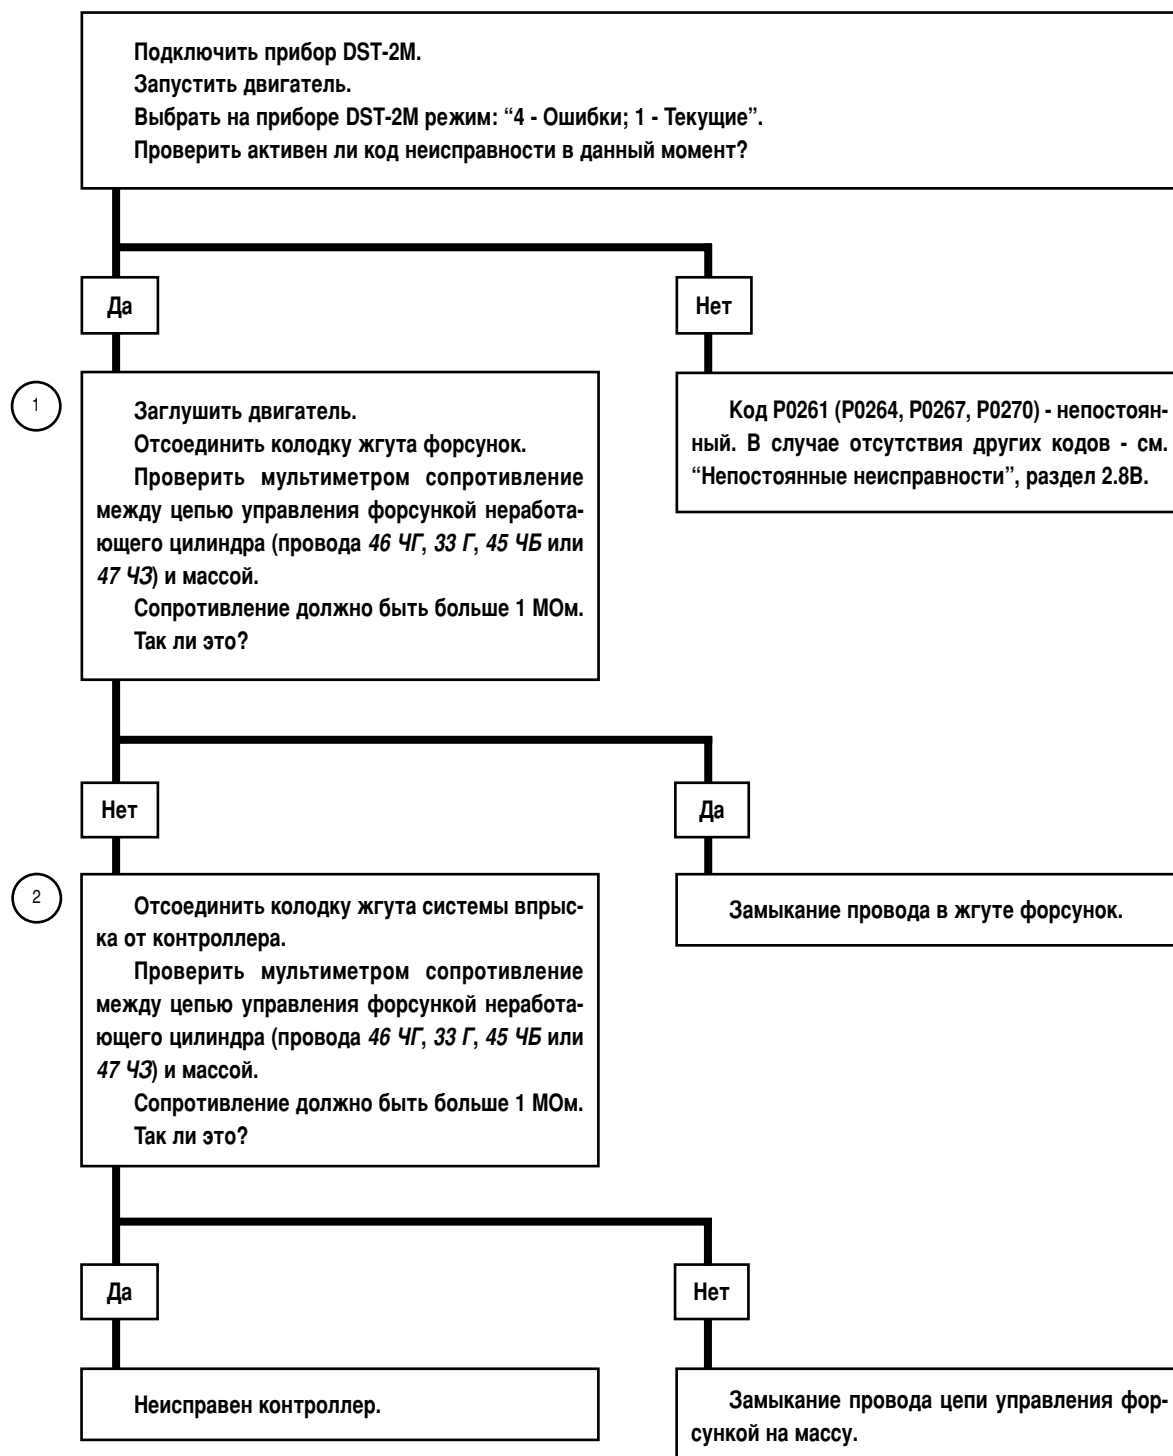 Подключить прибор DST-2M.
Запустить двигатель.
Выбрать на приборе DST-2M режим: “4 - Ошибки; 1 - Текущие”.
Проверить активен ли код неисправности в данный момент?
Да
Нет
1
Заглушить двигатель.
Отсоединить колодку жгута форсунок.
Проверить мультиметром сопротивление
между цепью управления форсункой неработа-
ющего цилиндра (провода 46 ЧГ, 33 Г, 45 ЧБ или
47 ЧЗ) и массой.
Сопротивление должно быть больше 1 МОм.
Так ли это?
Код P0261 (P0264, P0267, P0270) - непостоян-
ный. В случае отсутствия других кодов - см.
“Непостоянные неисправности”, раздел 2.8В.
Нет
Да
2
Отсоединить колодку жгута системы впрыс-
ка от контроллера.
Проверить мультиметром сопротивление
между цепью управления форсункой неработа-
ющего цилиндра (провода 46 ЧГ, 33 Г, 45 ЧБ или
47 ЧЗ) и массой.
Сопротивление должно быть больше 1 МОм.
Так ли это?
Замыкание провода в жгуте форсунок.
Да
Нет
Неисправен контроллер.
Замыкание провода цепи управления фор-
сункой на массу.